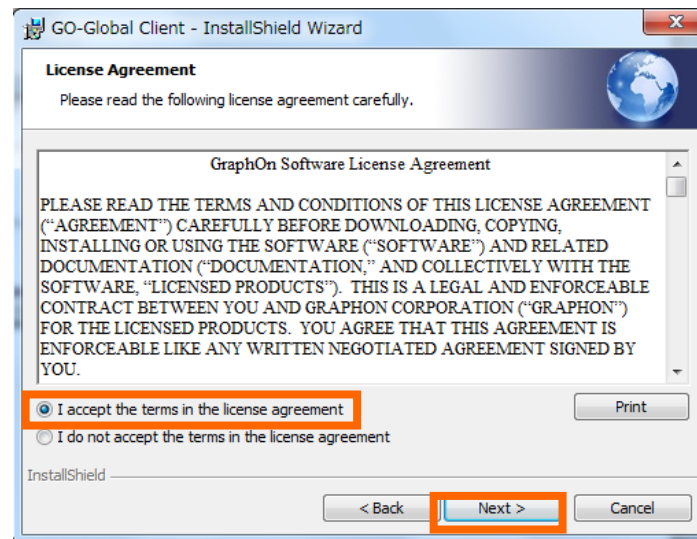 GO-Global Client - InstallShield Wizard
License Agreement
Please read the following license agreement carefully.
GraphOn Software License Agreement
PLEASE READ THE TERMS AND CONDITIONS OF THIS LICENSE AGREEMENT
(“AGREEMENT”) CAREFULLY BEFORE DOWNLOADING, COPYING,
INSTALLING OR USING THE SOFTWARE (“SOFTWARE”) AND RELATED
DOCUMENTATION (“DOCUMENTATION,” AND COLLECTIVELY WITH THE
SOFTWARE, “LICENSED PRODUCTS”).  THIS IS A LEGAL AND ENFORCEABLE
CONTRACT BETWEEN YOU AND GRAPHON CORPORATION (“GRAPHON”)
FOR THE LICENSED PRODUCTS.  YOU AGREE THAT THIS AGREEMENT IS
ENFORCEABLE LIKE ANY WRITTEN NEGOTIATED AGREEMENT SIGNED BY
YOU.
I accept the terms in the license agreement
Print
I do not accept the terms in the license agreement
InstallShield
< Back
Next >
Cancel